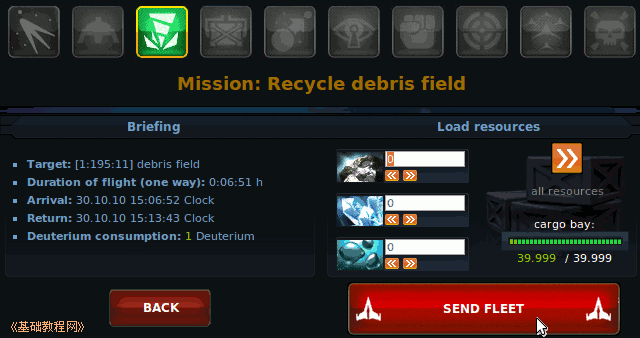 Mission: Recycle debris field
Briefing
Target: [1:195:11] debris field
Duration of flight (one way): 0:06:51 h
Arrival: 30.10.10 15:06:52 Clock
Return: 30.10.10 15:13:43 Clock
Deuterium consumption: 1 Deuterium
Load resources
0
0
0
all resources
cargo bay:
39.999 / 39.999
BACK
SEND FLEET
《基础教程网》